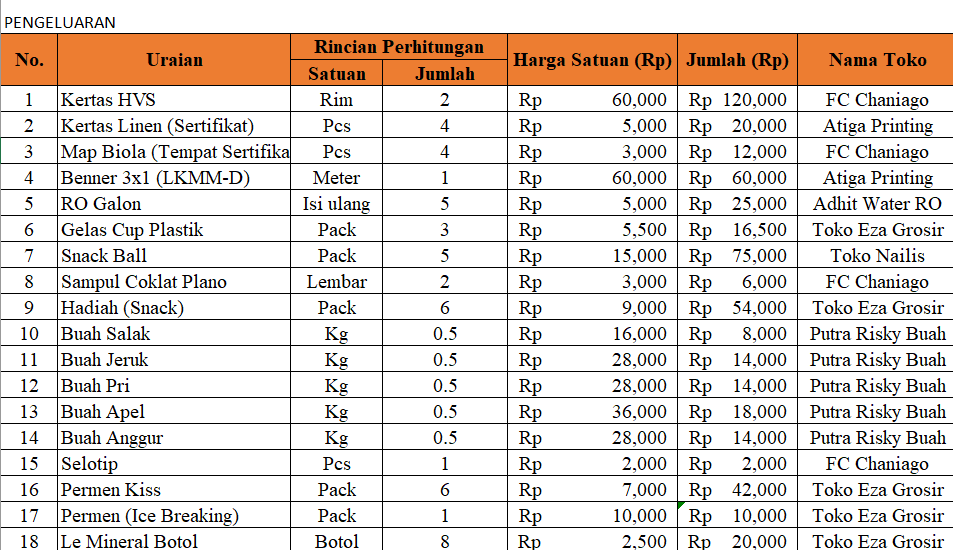 PENGELUARAN
No. Uraian Rincian Perhitungan Harga Satuan (Rp) Jumlah (Rp) Nama Toko
Satuan Jumlah
1 Kertas HVS Rim 2 Rp 60,000 Rp 120,000 FC Chaniago
2 Kertas Linen (Sertifikat) Pcs 4 Rp 5,000 Rp 20,000 Atiga Printing
3 Map Biola (Tempat Sertifika Pcs 4 Rp 3,000 Rp 12,000 FC Chaniago
4 Benner 3x1 (LKMM-D) Meter 1 Rp 60,000 Rp 60,000 Atiga Printing
5 RO Galon Isi ulang 5 Rp 5,000 Rp 25,000 Adhit Water RO
6 Gelas Cup Plastik Pack 3 Rp 5,500 Rp 16,500 Toko Eza Grosir
7 Snack Ball Pack 5 Rp 15,000 Rp 75,000 Toko Nailis
8 Sampul Coklat Plano Lembar 2 Rp 3,000 Rp 6,000 FC Chaniago
9 Hadiah (Snack) Pack 6 Rp 9,000 Rp 54,000 Toko Eza Grosir
10 Buah Salak Kg 0.5 Rp 16,000 Rp 8,000 Putra Risky Buah
11 Buah Jeruk Kg 0.5 Rp 28,000 Rp 14,000 Putra Risky Buah
12 Buah Pri Kg 0.5 Rp 28,000 Rp 14,000 Putra Risky Buah
13 Buah Apel Kg 0.5 Rp 36,000 Rp 18,000 Putra Risky Buah
14 Buah Anggur Kg 0.5 Rp 28,000 Rp 14,000 Putra Risky Buah
15 Selotip Pcs 1 Rp 2,000 Rp 2,000 FC Chaniago
16 Permen Kiss Pack 6 Rp 7,000 Rp 42,000 Toko Eza Grosir
17 Permen (Ice Breaking) Pack 1 Rp 10,000 Rp 10,000 Toko Eza Grosir
18 Le Mineral Botol Botol 8 Rp 2,500 Rp 20,000 Toko Eza Grosir